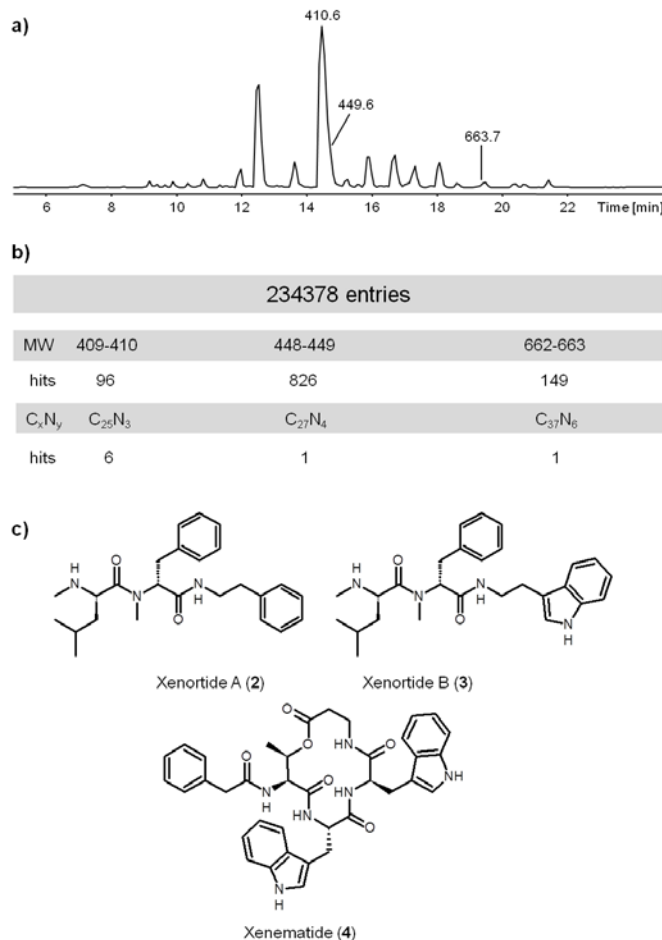 a)
410.6
449.6
663.7
6 8 10 12 14 16 18 20 22 Time [min]
b)
234378 entries
MW 409-410 448-449 662-663
hits 96 826 149
CₓNᵧ C₂₅N₃ C₂₇N₄ C₃₇N₆
hits 6 1 1
c)
H
N
O
N
O
H
N
Xenortide A (2)
H
N
O
N
O
H
N
N
H
Xenortide B (3)
O
O
HN
O
NH
O
N
H
O
NH
HN
O
N
H
Xenematide (4)